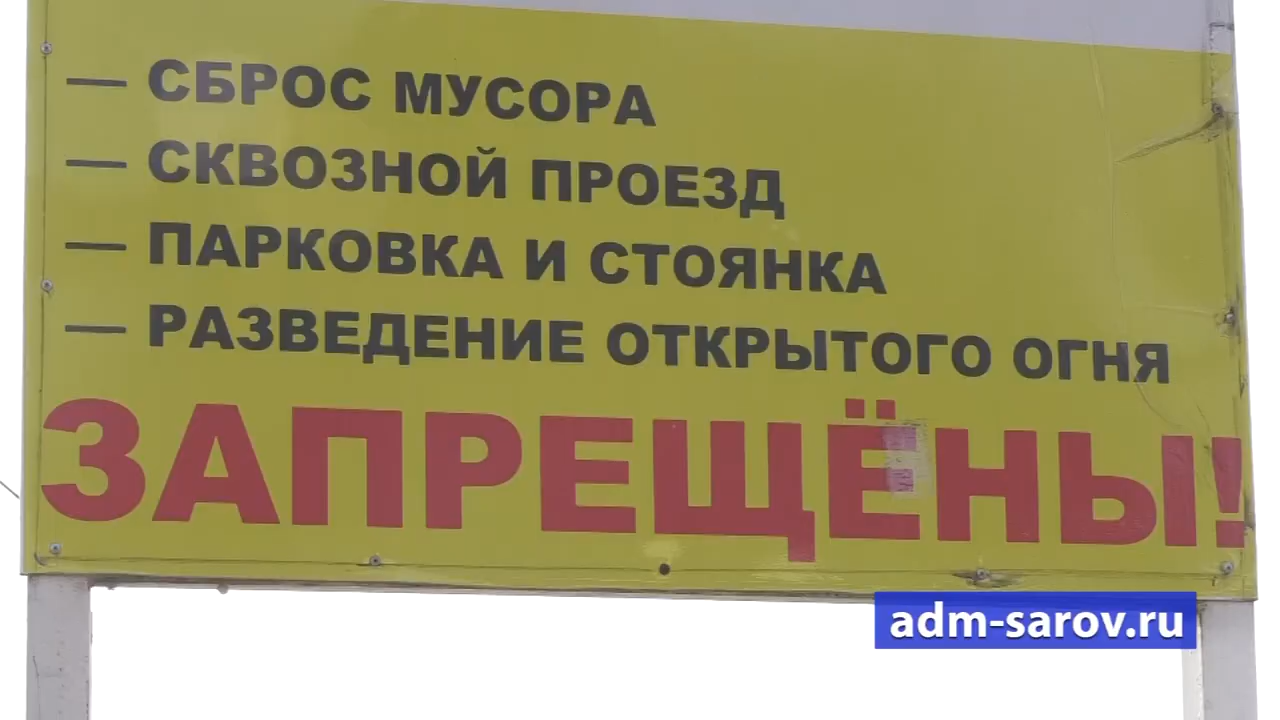 — СБРОС МУСОРА
— СКВОЗНОЙ ПРОЕЗД
— ПАРКОВКА И СТОЯНКА
— РАЗВЕДЕНИЕ ОТКРЫТОГО ОГНЯ
ЗАПРЕЩЁНЫ!
adm-sarov.ru